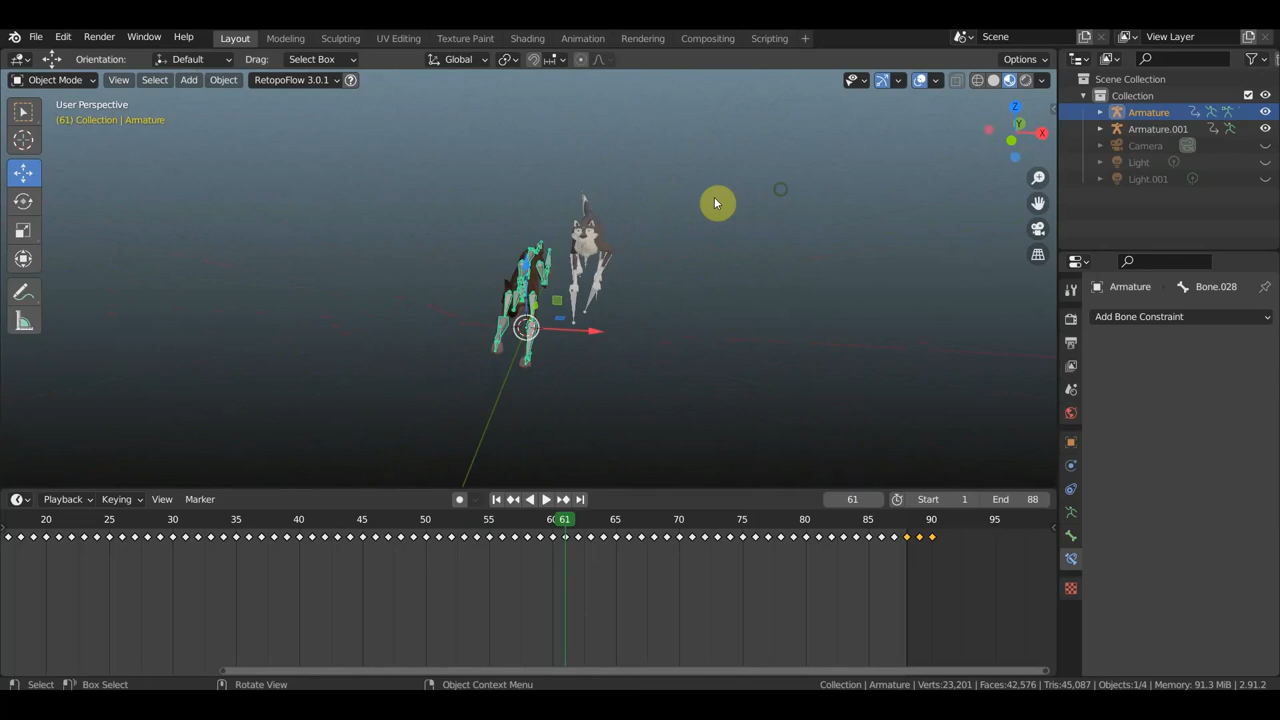 File Edit Render Window Help Layout Modeling Sculpting UV Editing Texture Paint Shading Animation Rendering Compositing Scripting + Scene View Layer
Orientation: Default Drag: Select Box Global Options
Object Mode View Select Add Object RetopoFlow 3.0.1 ?
User Perspective
(61) Collection | Armature
Z
Y
X
Scene Collection
Collection
Armature
Armature.001
Camera
Light
Light.001
Armature Bone.028
Add Bone Constraint
Playback Keying View Marker 61 Start 1 End 88
20 25 30 35 40 45 50 55 60 61 65 70 75 80 85 90 95
Select Box Select Rotate View Object Context Menu Collection | Armature | Verts:23,201 | Faces:42,576 | Tris:45,087 | Objects:1/4 | Memory: 91.3 MiB | 2.91.2